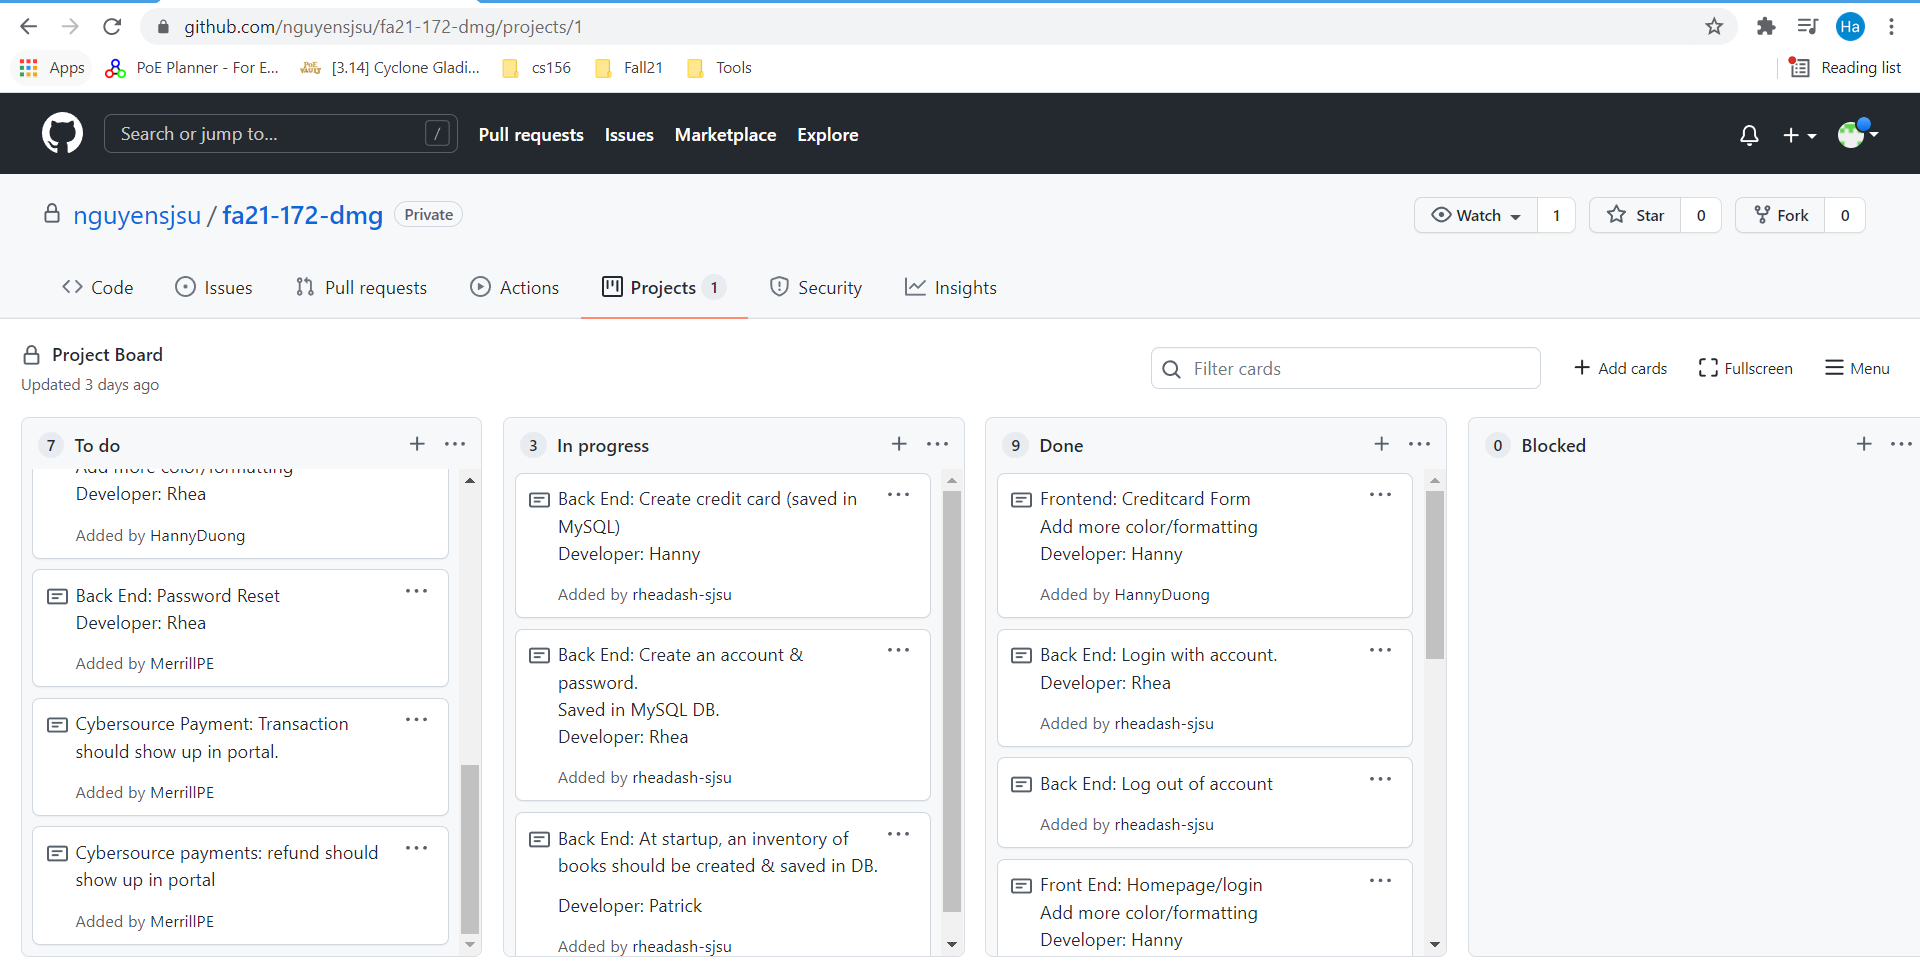 github.com/nguyensjsu/fa21-172-dmg/projects/1
Ha
Apps
PoE Planner - For E...
POE VAULT
[3.14] Cyclone Gladi...
cs156
Fall21
Tools
Reading list
Search or jump to...
/
Pull requests
Issues
Marketplace
Explore
nguyensjsu / fa21-172-dmg
Private
Watch
1
Star
0
Fork
0
Code
Issues
Pull requests
Actions
Projects
1
Security
Insights
Project Board
Updated 3 days ago
Filter cards
Add cards
Fullscreen
Menu
7
To do
Add more color/formatting
Developer: Rhea
Added by HannyDuong
Back End: Password Reset
Developer: Rhea
Added by MerrillPE
Cybersource Payment: Transaction
should show up in portal.
Added by MerrillPE
Cybersource payments: refund should
show up in portal
Added by MerrillPE
3
In progress
Back End: Create credit card (saved in
MySQL)
Developer: Hanny
Added by rheadash-sjsu
Back End: Create an account &
password.
Saved in MySQL DB.
Developer: Rhea
Added by rheadash-sjsu
Back End: At startup, an inventory of
books should be created & saved in DB.
Developer: Patrick
Added by rheadash-sjsu
9
Done
Frontend: Creditcard Form
Add more color/formatting
Developer: Hanny
Added by HannyDuong
Back End: Login with account.
Developer: Rhea
Added by rheadash-sjsu
Back End: Log out of account
Added by rheadash-sjsu
Front End: Homepage/login
Add more color/formatting
Developer: Hanny
0
Blocked